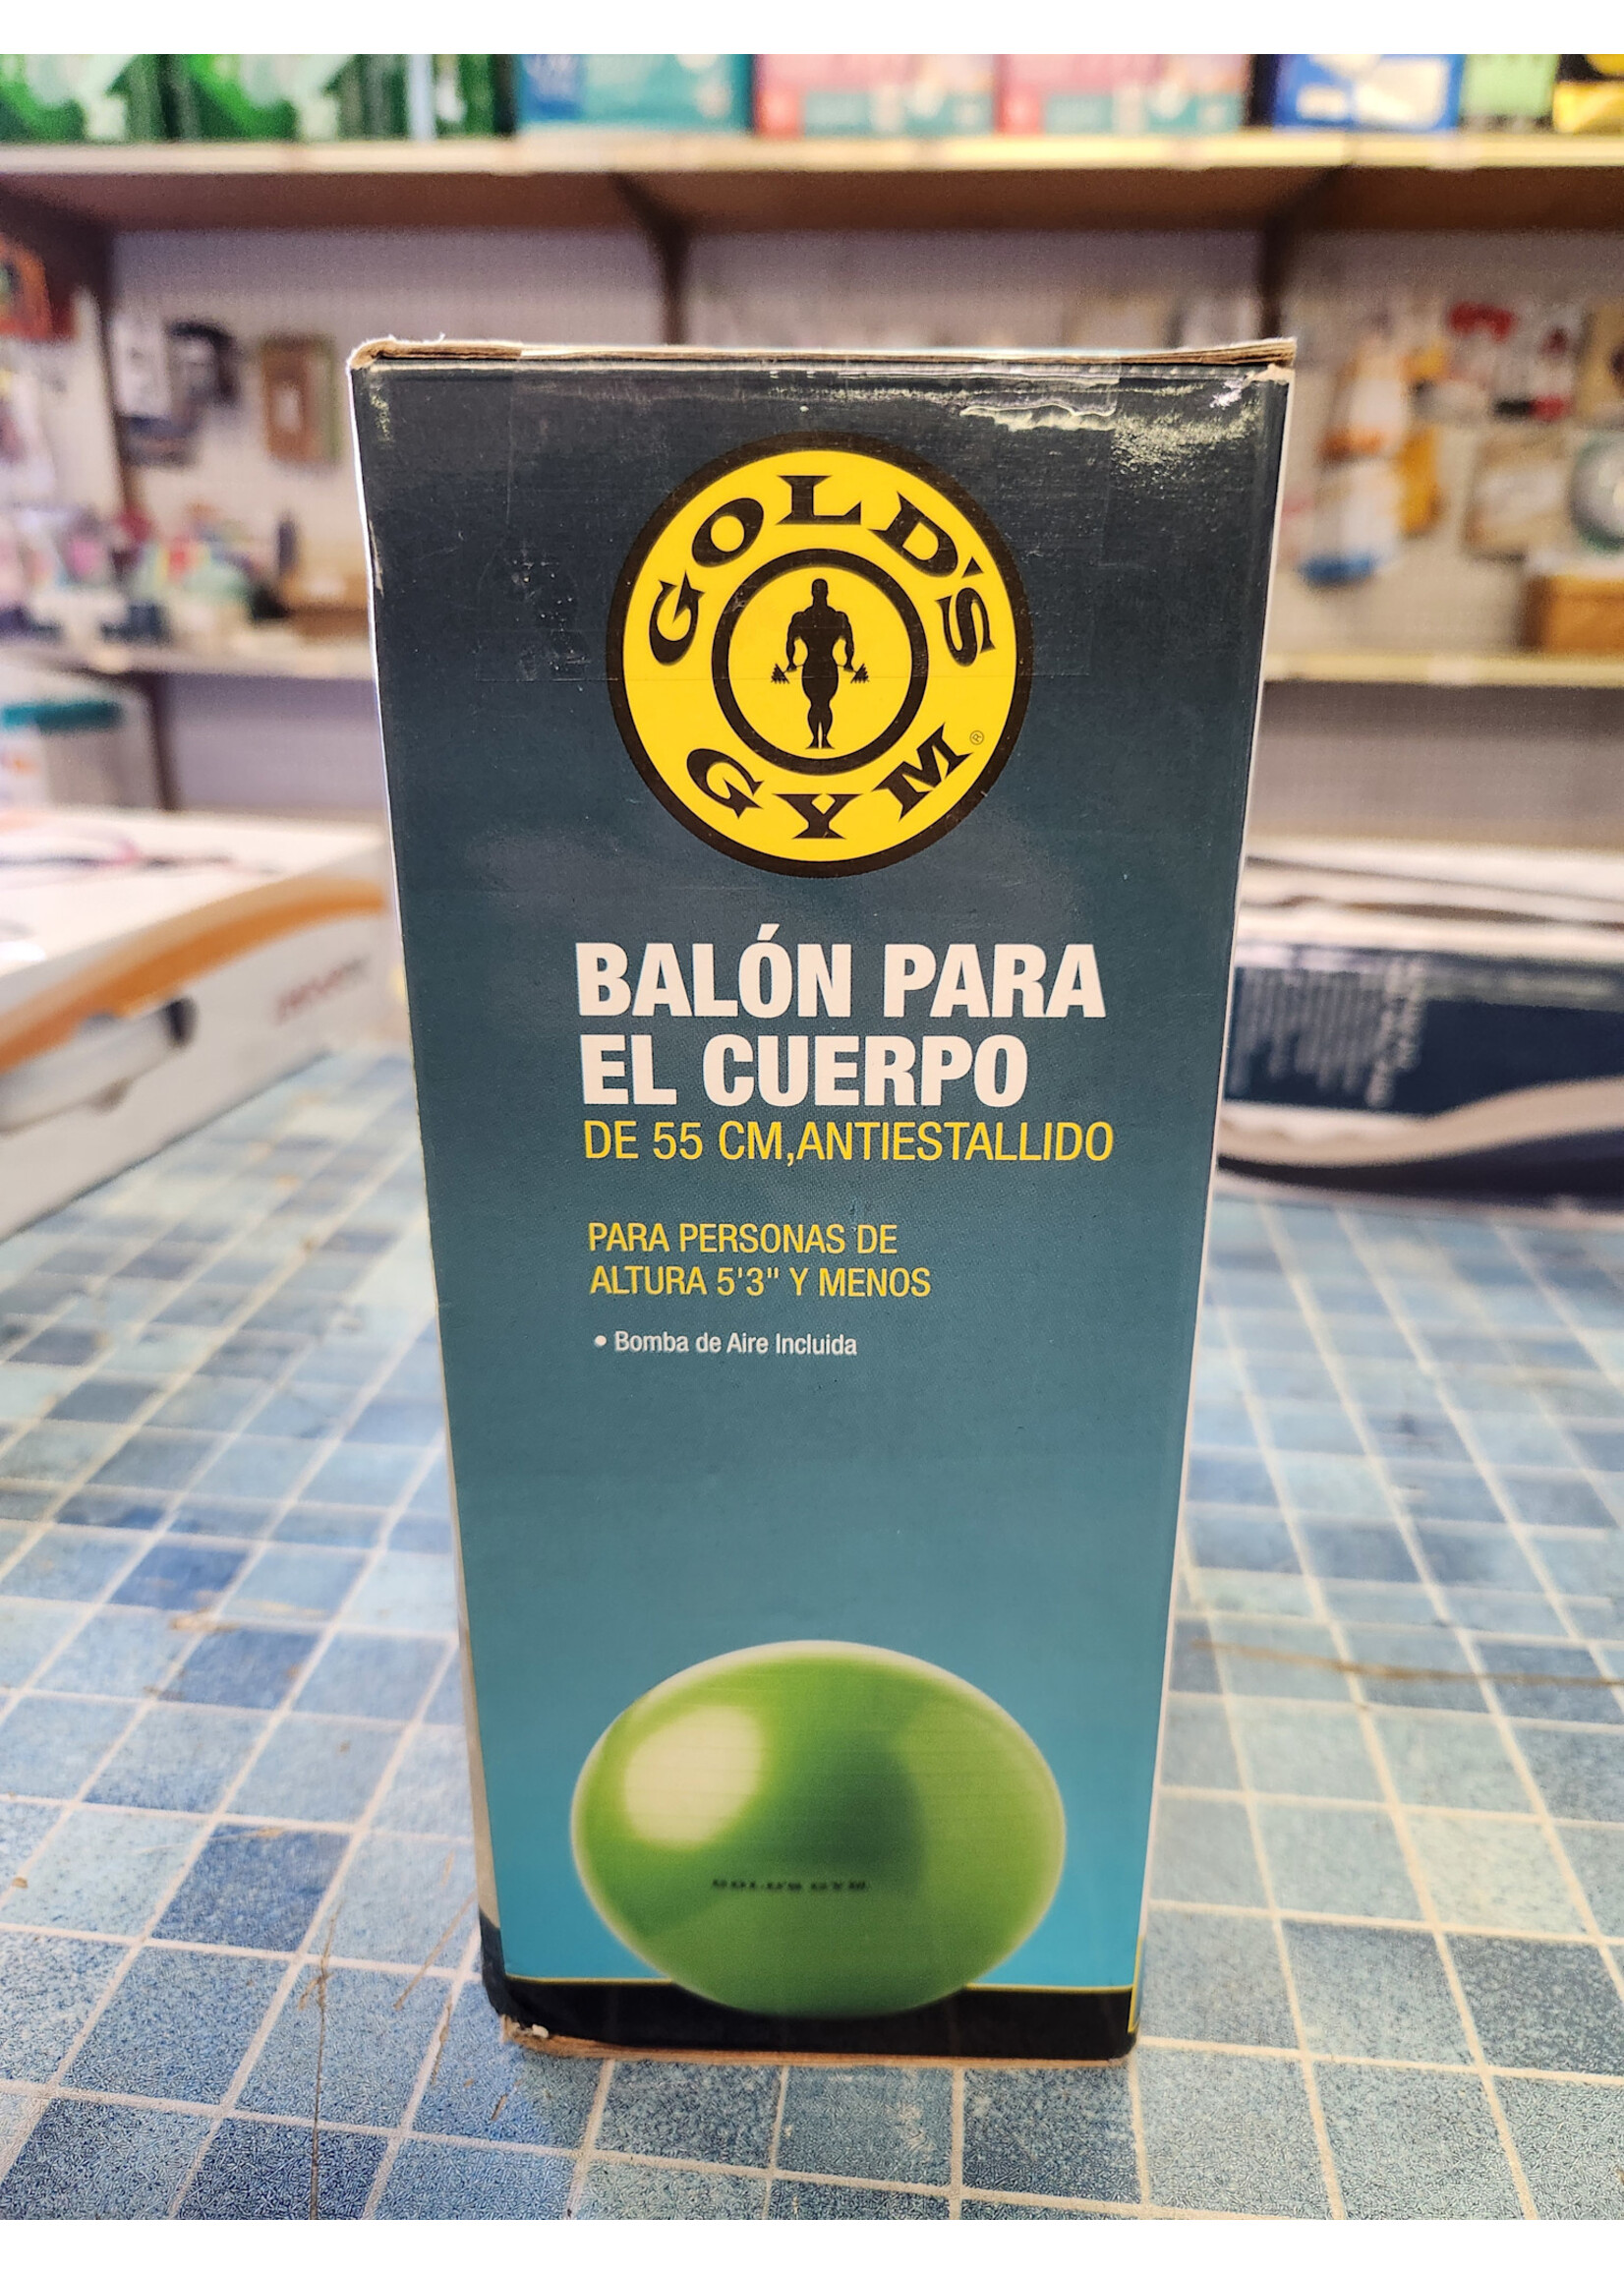 GOLD'S
GYM®
BALÓN PARA
EL CUERPO
DE 55 CM,ANTIESTALLIDO
PARA PERSONAS DE
ALTURA 5'3" Y MENOS
• Bomba de Aire Incluida
GOLD'S GYM